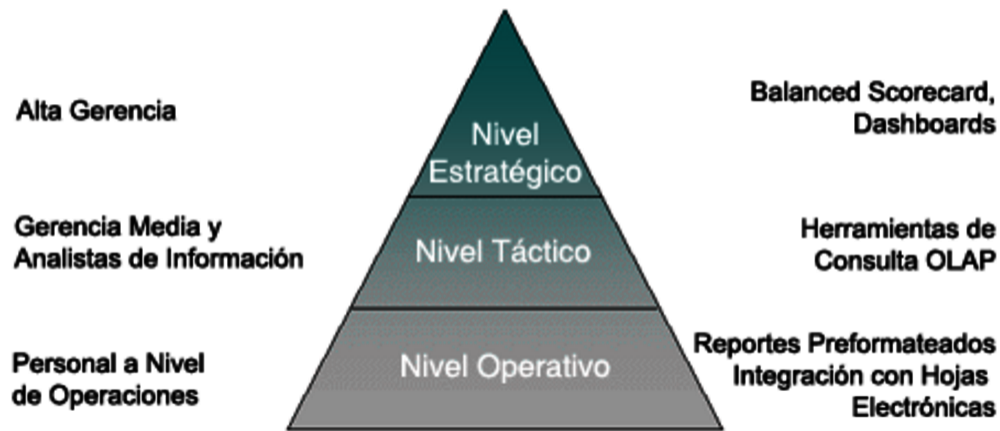 Alta Gerencia
Nivel
Estratégico
Balanced Scorecard,
Dashboards
Gerencia Media y
Analistas de Información
Nivel Táctico
Herramientas de
Consulta OLAP
Personal a Nivel
de Operaciones
Nivel Operativo
Reportes Preformateados
Integración con Hojas
Electrónicas